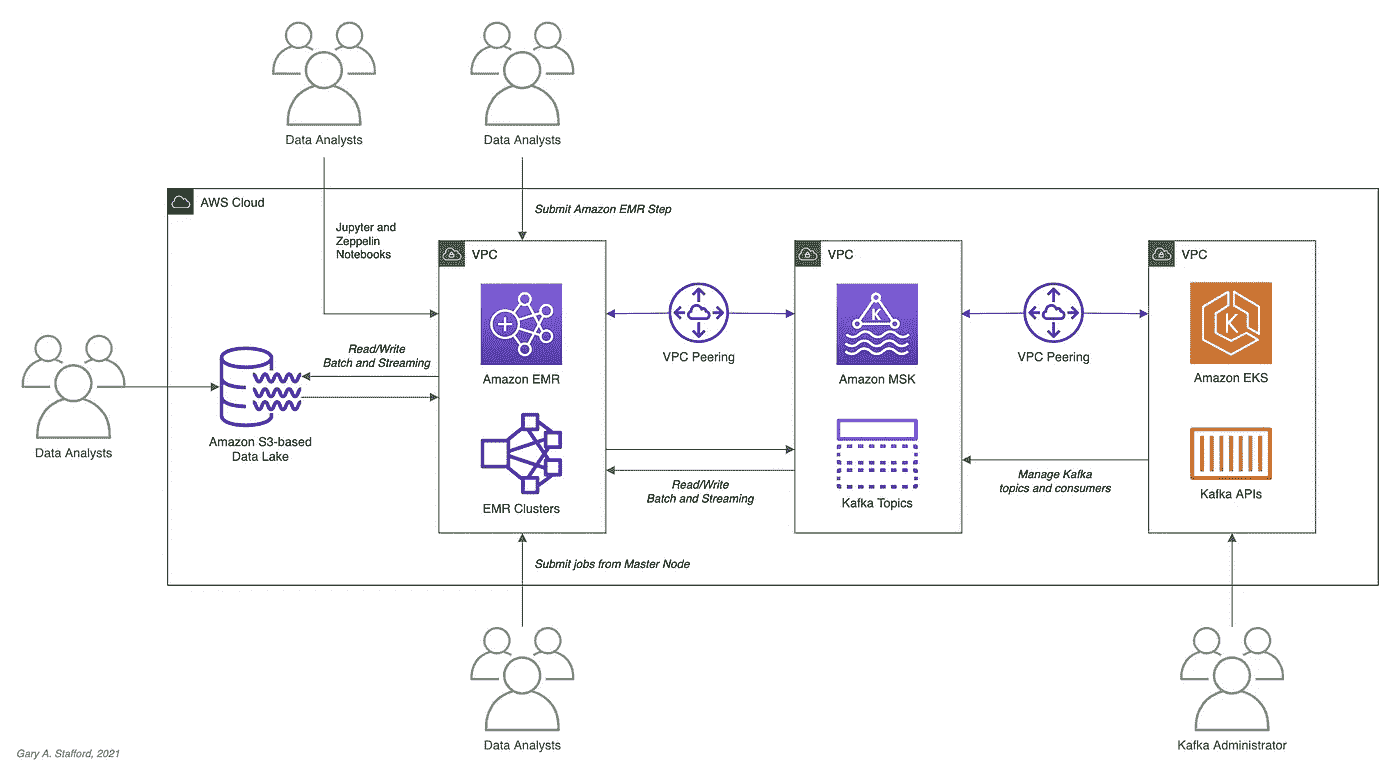 Data Analysts
Data Analysts
AWS Cloud
Submit Amazon EMR Step
Jupyter and
Zeppelin
Notebooks
VPC
VPC
VPC
Read/Write
Batch and Streaming
Amazon EMR
VPC Peering
Amazon MSK
VPC Peering
Amazon EKS
Data Analysts
Amazon S3-based
Data Lake
EMR Clusters
Read/Write
Batch and Streaming
Kafka Topics
Manage Kafka
topics and consumers
Kafka APIs
Submit jobs from Master Node
Data Analysts
Kafka Administrator
Gary A. Stafford, 2021
K
K